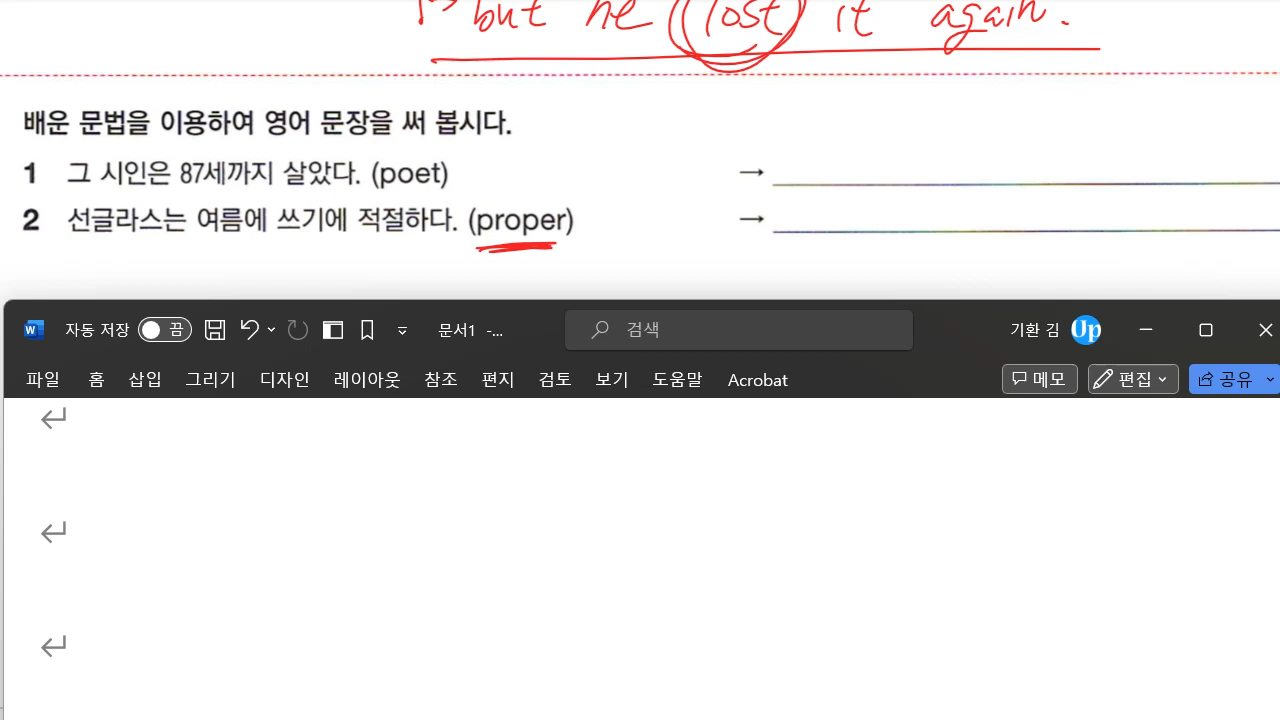 but he lost it again.
배운 문법을 이용하여 영어 문장을 써 봅시다.
1 그 시인은 87세까지 살았다. (poet) →
2 선글라스는 여름에 쓰기에 적절하다. (proper) →
자동 저장 끔 문서1 -... 검색 기환 김 Up
파일 홈 삽입 그리기 디자인 레이아웃 참조 편지 검토 보기 도움말 Acrobat 메모 편집 공유